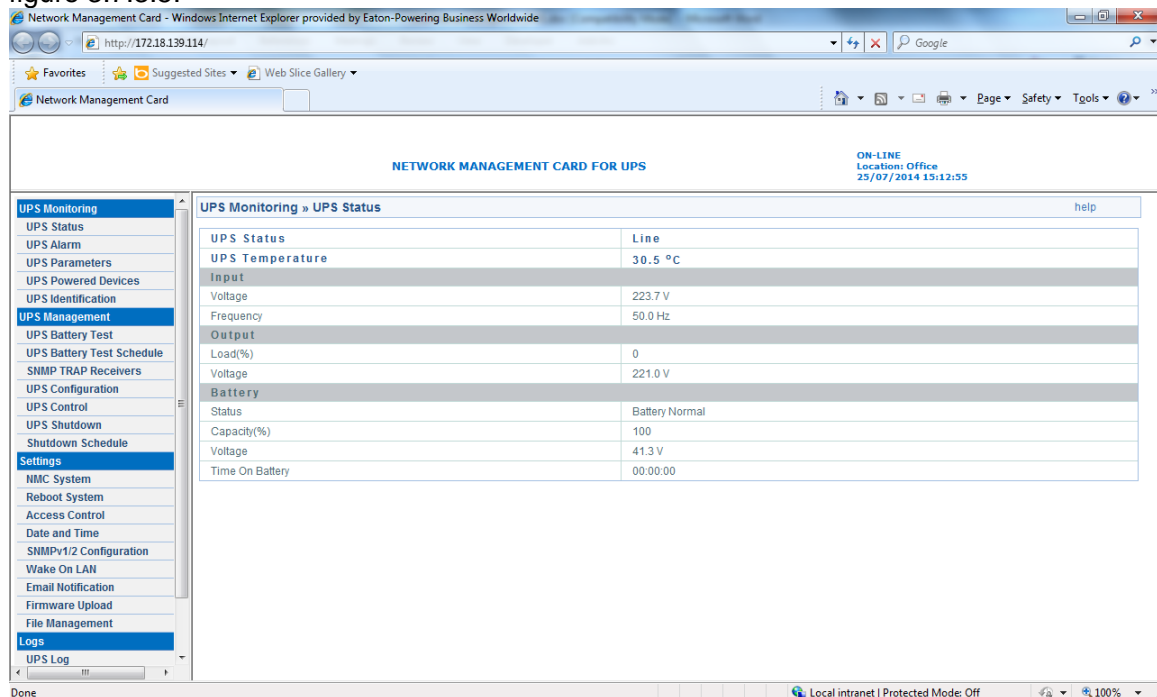 Network Management Card - Windows Internet Explorer provided by Eaton-Powering Business Worldwide
http://172.18.139.114/
Google
Favorites Suggested Sites Web Slice Gallery
Network Management Card
Page Safety Tools
NETWORK MANAGEMENT CARD FOR UPS
ON-LINE
Location: Office
25/07/2014 15:12:55
UPS Monitoring
UPS Status
UPS Alarm
UPS Parameters
UPS Powered Devices
UPS Identification
UPS Management
UPS Battery Test
UPS Battery Test Schedule
SNMP TRAP Receivers
UPS Configuration
UPS Control
UPS Shutdown
Shutdown Schedule
Settings
NMC System
Reboot System
Access Control
Date and Time
SNMPv1/2 Configuration
Wake On LAN
Email Notification
Firmware Upload
File Management
Logs
UPS Log
UPS Monitoring » UPS Status help
UPS Status Line
UPS Temperature 30.5 °C
Input
Voltage 223.7 V
Frequency 50.0 Hz
Output
Load(%) 0
Voltage 221.0 V
Battery
Status Battery Normal
Capacity(%) 100
Voltage 41.3 V
Time On Battery 00:00:00
Done Local intranet | Protected Mode: Off 100%